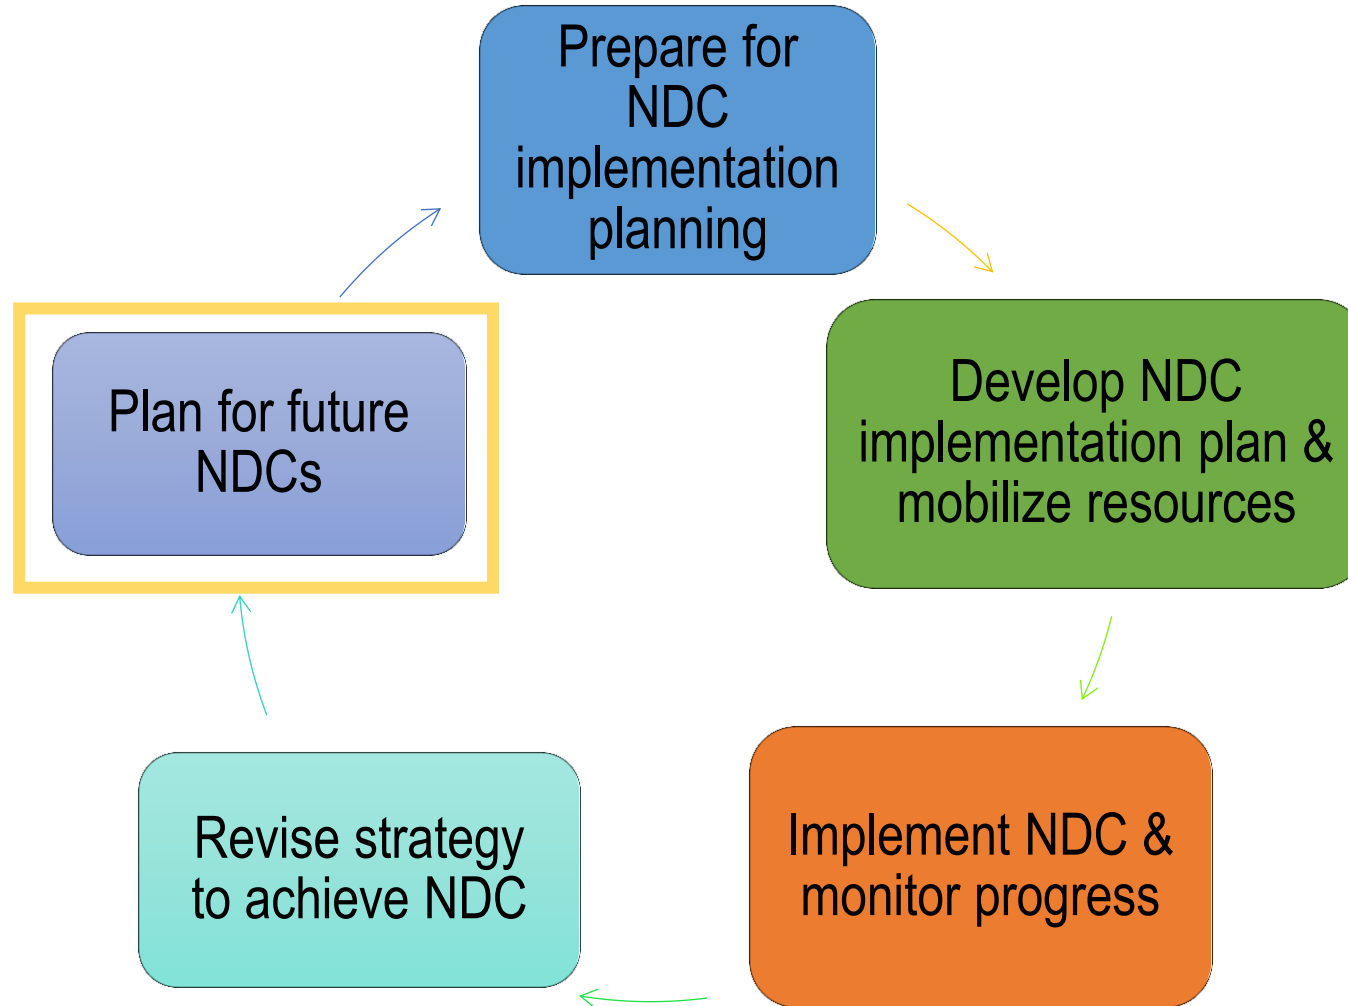 Prepare for
NDC
implementation
planning
Develop NDC
implementation plan &
mobilize resources
Implement NDC &
monitor progress
Revise strategy
to achieve NDC
Plan for future
NDCs